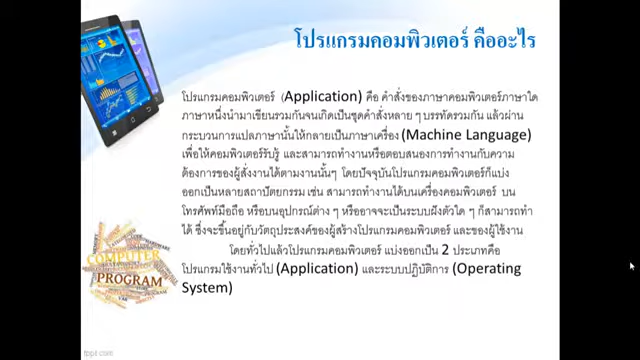 โปรแกรมคอมพิวเตอร์ คืออะไร
โปรแกรมคอมพิวเตอร์ (Application) คือ คำสั่งของภาษาคอมพิวเตอร์ภาษาใด
ภาษาหนึ่งนำมาเขียนรวมกันจนเกิดเป็นชุดคำสั่งหลาย ๆ บรรทัดรวมกัน แล้วผ่าน
กระบวนการแปลภาษานั้นให้กลายเป็นภาษาเครื่อง (Machine Language)
เพื่อให้คอมพิวเตอร์รับรู้ และสามารถทำงานหรือตอบสนองการทำงานกับความ
ต้องการของผู้สั่งงานได้ตามงานนั้นๆ โดยปัจจุบันโปรแกรมคอมพิวเตอร์ก็แบ่ง
ออกเป็นหลายสถาปัตยกรรม เช่น สามารถทำงานได้บนเครื่องคอมพิวเตอร์ บน
โทรศัพท์มือถือ หรือบนอุปกรณ์ต่าง ๆ หรืออาจจะเป็นระบบฝังตัวใด ๆ ก็สามารถทำ
ได้ ซึ่งจะขึ้นอยู่กับวัตถุประสงค์ของผู้สร้างโปรแกรมคอมพิวเตอร์ และของผู้ใช้งาน
โดยทั่วไปแล้วโปรแกรมคอมพิวเตอร์ แบ่งออกเป็น 2 ประเภทคือ
โปรแกรมใช้งานทั่วไป (Application) และระบบปฏิบัติการ (Operating
System)
COMPUTER
PROGRAM
fppt.com